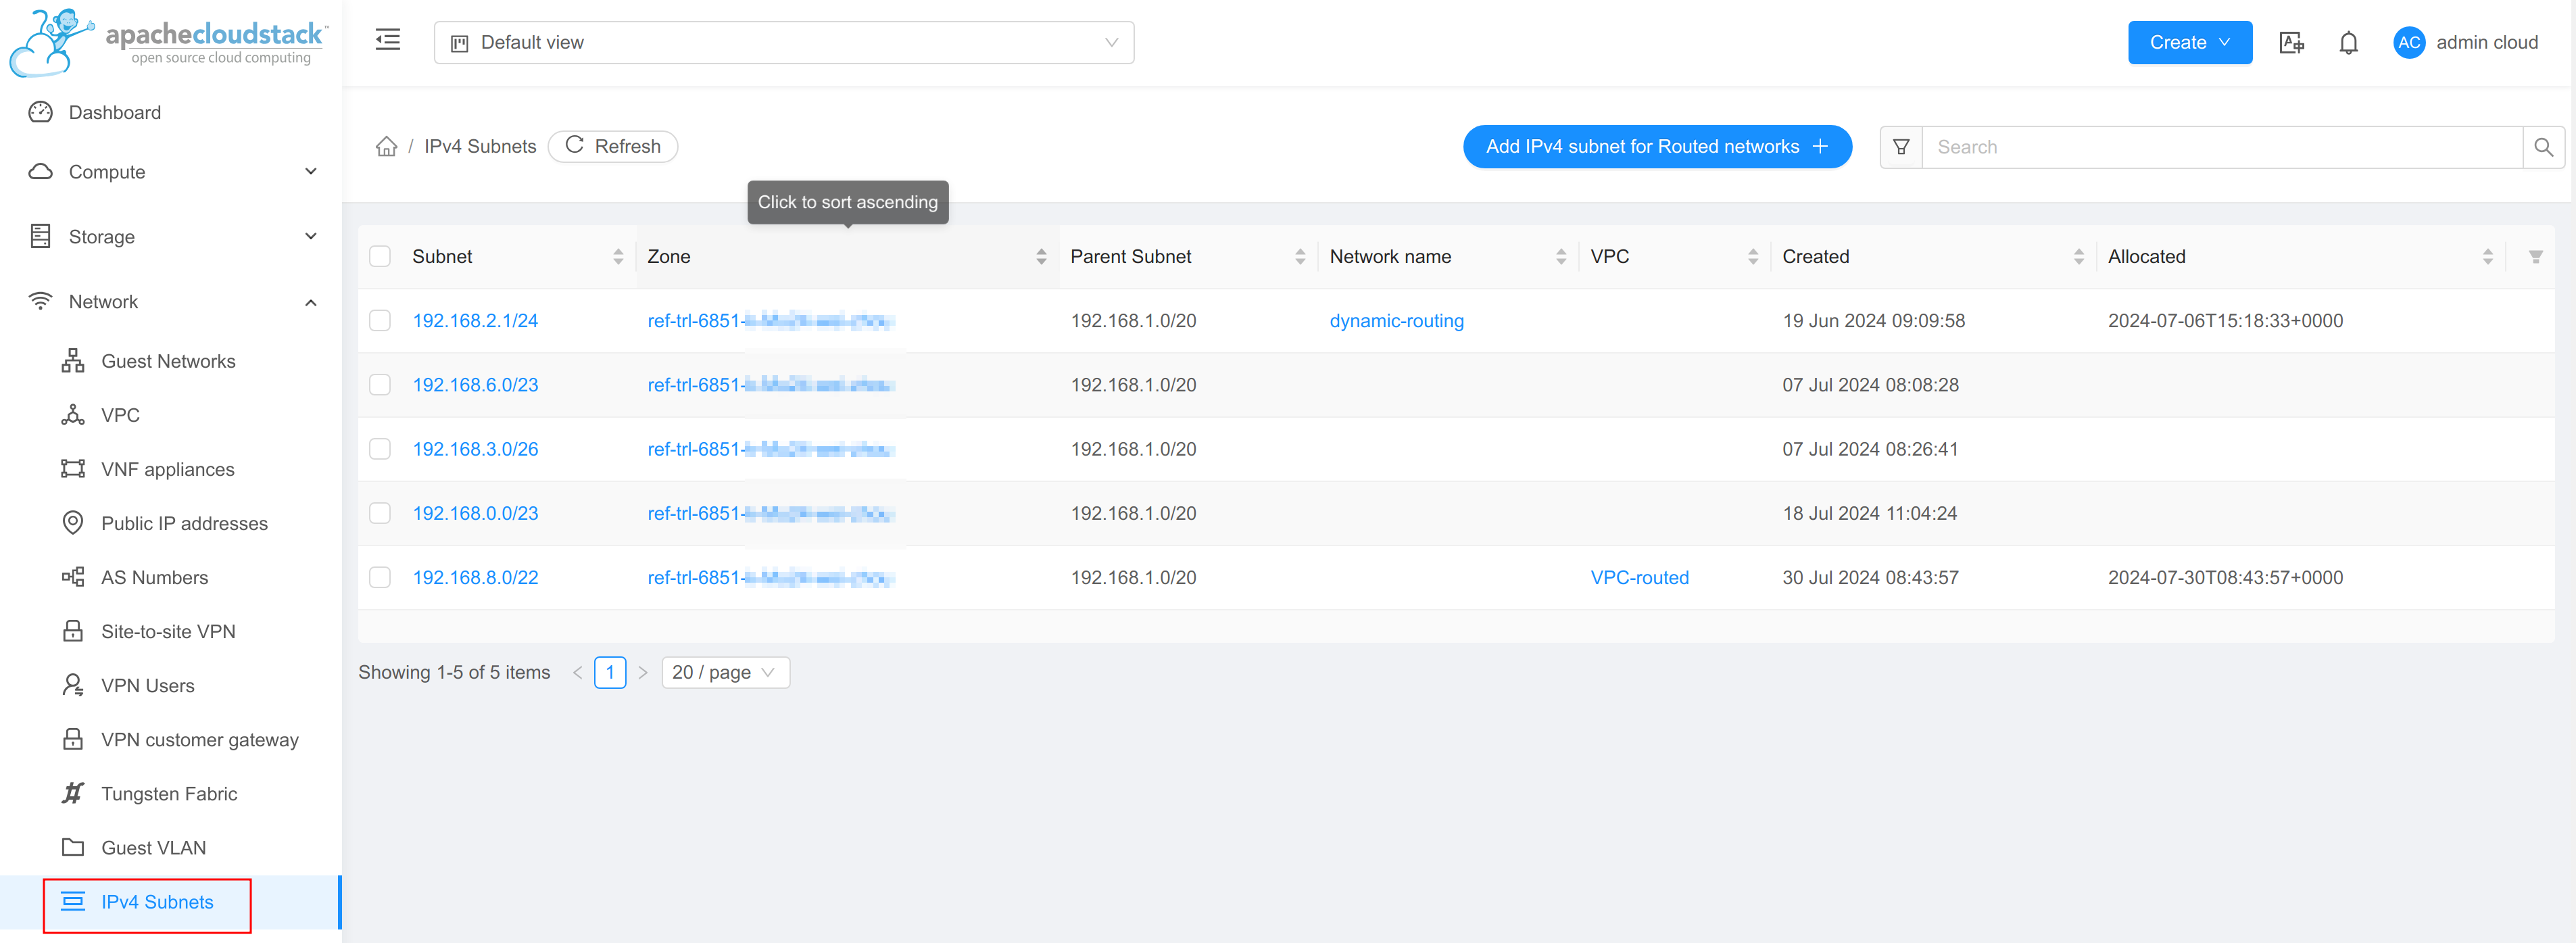 apachecloudstack™
open source cloud computing
Default view
Create
AC admin cloud
Dashboard
Compute
Storage
Network
Guest Networks
VPC
VNF appliances
Public IP addresses
AS Numbers
Site-to-site VPN
VPN Users
VPN customer gateway
Tungsten Fabric
Guest VLAN
IPv4 Subnets
/ IPv4 Subnets Refresh
Add IPv4 subnet for Routed networks +
Search
Click to sort ascending
Subnet Zone Parent Subnet Network name VPC Created Allocated
192.168.2.1/24 ref-trl-6851- 192.168.1.0/20 dynamic-routing 19 Jun 2024 09:09:58 2024-07-06T15:18:33+0000
192.168.6.0/23 ref-trl-6851- 192.168.1.0/20 07 Jul 2024 08:08:28
192.168.3.0/26 ref-trl-6851- 192.168.1.0/20 07 Jul 2024 08:26:41
192.168.0.0/23 ref-trl-6851- 192.168.1.0/20 18 Jul 2024 11:04:24
192.168.8.0/22 ref-trl-6851- 192.168.1.0/20 VPC-routed 30 Jul 2024 08:43:57 2024-07-30T08:43:57+0000
Showing 1-5 of 5 items < 1 > 20 / page